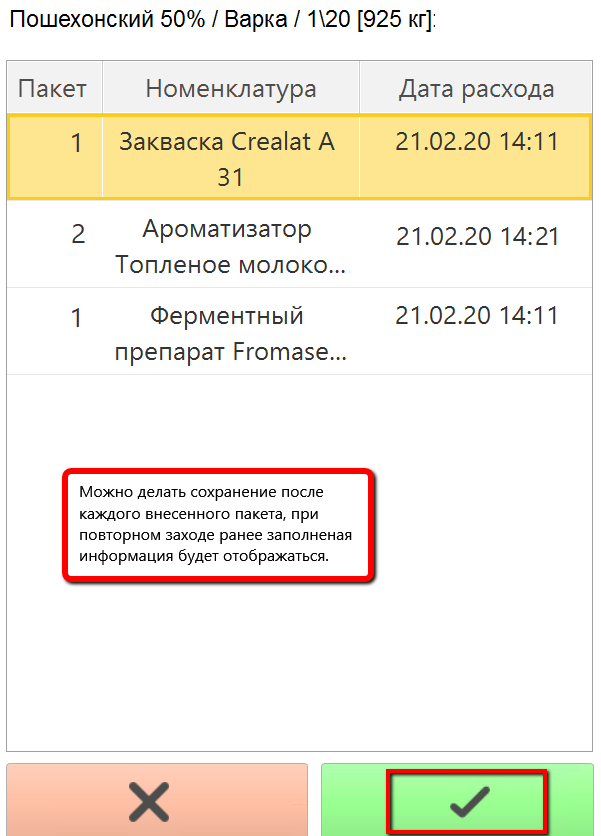 Пошехонский 50% / Варка / 1\20 [925 кг]:
Пакет Номенклатура Дата расхода
1 Закваска Crealat A 21.02.20 14:11
31
2 Ароматизатор 21.02.20 14:21
Топленое молоко...
1 Ферментный 21.02.20 14:11
препарат Fromase...
Можно делать сохранение после
каждого внесенного пакета, при
повторном заходе ранее заполненая
информация будет отображаться.